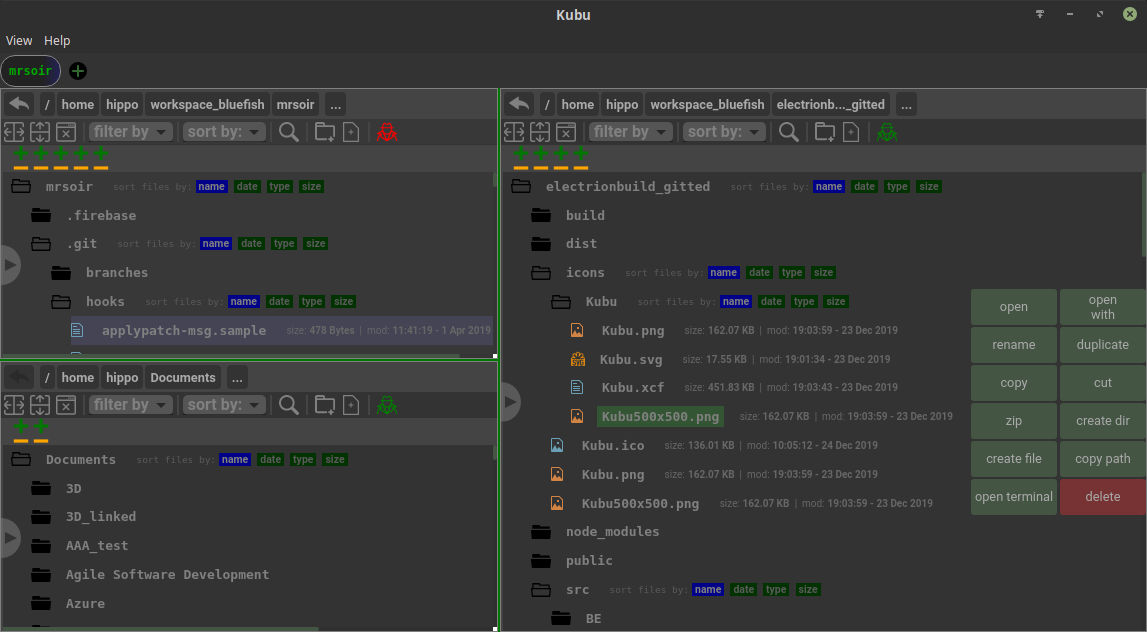 Kubu
View Help
mrsoir
/ home hippo workspace_bluefish mrsoir ...
filter by sort by:
mrsoir sort files by: name date type size
.firebase
.git sort files by: name date type size
branches
hooks sort files by: name date type size
applypatch-msg.sample size: 478 Bytes | mod: 11:41:19 - 1 Apr 2019
/ home hippo Documents ...
filter by sort by:
Documents sort files by: name date type size
3D
3D_linked
AAA_test
Agile Software Development
Azure
/ home hippo workspace_bluefish electrionb..._gitted ...
filter by sort by:
electrionbuild_gitted sort files by: name date type size
build
dist
icons sort files by: name date type size
Kubu sort files by: name date type size
Kubu.png size: 162.07 KB | mod: 19:03:59 - 23 Dec 2019
SVG Kubu.svg size: 17.55 KB | mod: 19:01:34 - 23 Dec 2019
Kubu.xcf size: 451.83 KB | mod: 19:03:43 - 23 Dec 2019
Kubu500x500.png size: 162.07 KB | mod: 19:03:59 - 23 Dec 2019
Kubu.ico size: 136.01 KB | mod: 10:05:12 - 24 Dec 2019
Kubu.png size: 162.07 KB | mod: 19:03:59 - 23 Dec 2019
Kubu500x500.png size: 162.07 KB | mod: 19:03:59 - 23 Dec 2019
node_modules
public
src sort files by: name date type size
BE
open open with
rename duplicate
copy cut
zip create dir
create file copy path
open terminal delete